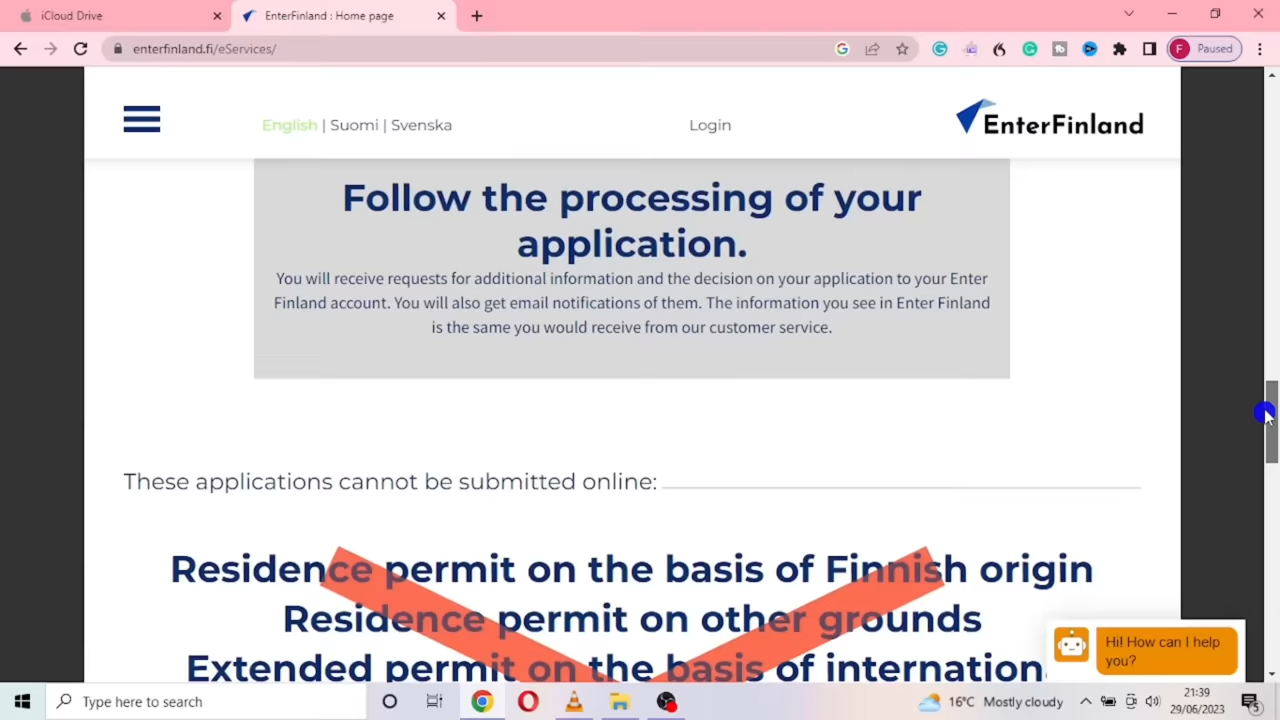 iCloud Drive
EnterFinland : Home page
enterfinland.fi/eServices/
F Paused
English | Suomi | Svenska
Login
EnterFinland
Follow the processing of your
application.
You will receive requests for additional information and the decision on your application to your Enter
Finland account. You will also get email notifications of them. The information you see in Enter Finland
is the same you would receive from our customer service.
These applications cannot be submitted online:
Residence permit on the basis of Finnish origin
Residence permit on other grounds
Extended permit on the basis of internation
Hi! How can I help
you?
Type here to search
16°C Mostly cloudy
21:39
29/06/2023
5